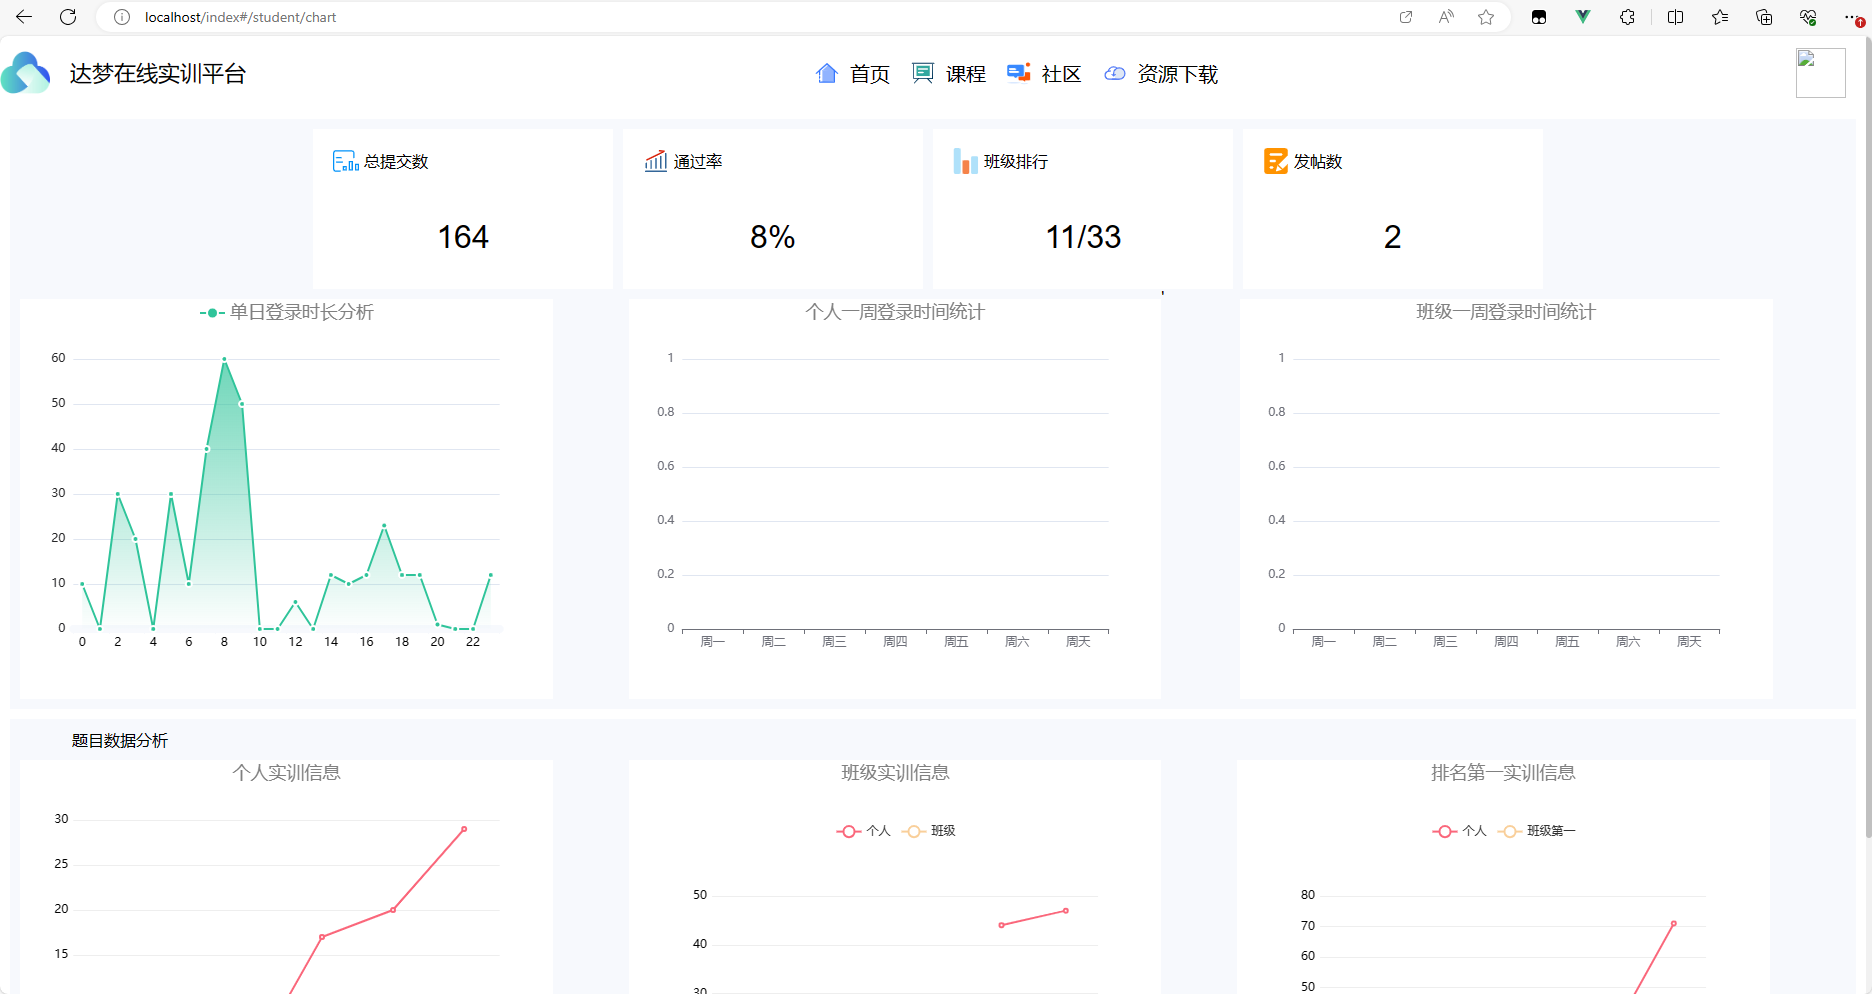 localhost/index#/student/chart
达梦在线实训平台
首页 课程 社区 资源下载
总提交数
164
通过率
8%
班级排行
11/33
发帖数
2
单日登录时长分析
60
50
40
30
20
10
0
0 2 4 6 8 10 12 14 16 18 20 22
个人一周登录时间统计
1
0.8
0.6
0.4
0.2
0
周一 周二 周三 周四 周五 周六 周天
班级一周登录时间统计
1
0.8
0.6
0.4
0.2
0
周一 周二 周三 周四 周五 周六 周天
题目数据分析
个人实训信息
30
25
20
15
班级实训信息
个人 班级
50
40
30
排名第一实训信息
个人 班级第一
80
70
60
50